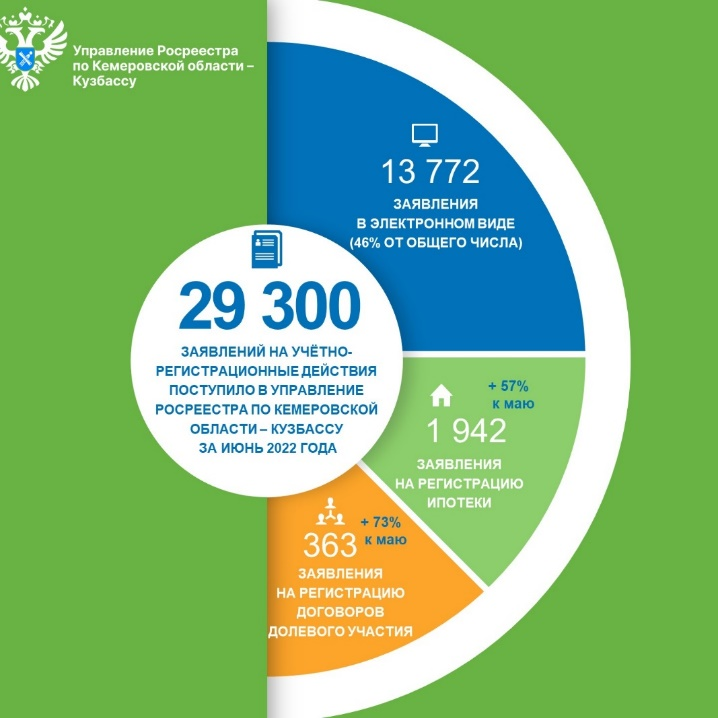 Управление Росреестра
по Кемеровской области –
Кузбассу
13 772
ЗАЯВЛЕНИЯ
В ЭЛЕКТРОННОМ ВИДЕ
(46% ОТ ОБЩЕГО ЧИСЛА)
29 300
ЗАЯВЛЕНИЙ НА УЧЁТНО-
РЕГИСТРАЦИОННЫЕ ДЕЙСТВИЯ
ПОСТУПИЛО В УПРАВЛЕНИЕ
РОСРЕЕСТРА ПО КЕМЕРОВСКОЙ
ОБЛАСТИ – КУЗБАССУ
ЗА ИЮНЬ 2022 ГОДА
+ 57%
к маю
1 942
ЗАЯВЛЕНИЯ
НА РЕГИСТРАЦИЮ
ИПОТЕКИ
+ 73%
к маю
363
ЗАЯВЛЕНИЯ
НА РЕГИСТРАЦИЮ
ДОГОВОРОВ
ДОЛЕВОГО УЧАСТИЯ